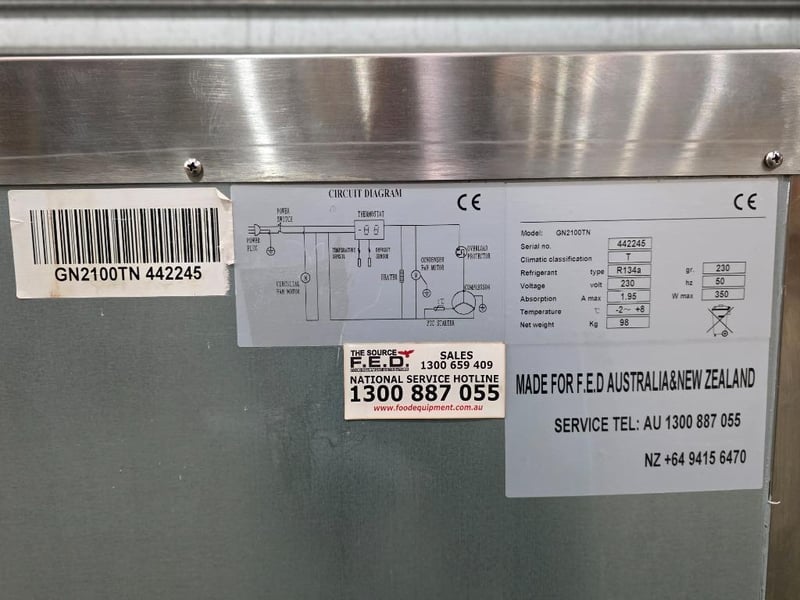 GN2100TN 442245
CIRCUIT DIAGRAM
CE
POWER SWITCH
THERMOSTAT
POWER PLUG
TEMPERATURE SENSOR
DEFROST SENSOR
OVERLOAD PROTECTOR
CONDENSER FAN MOTOR
HEATER
CIRCULING FAN MOTOR
COMPRESSOR
PTC STARTER
CE
Model: GN2100TN
Serial no. 442245
Climatic classification T
Refrigerant type R134a gr. 230
Voltage volt 230 hz 50
Absorption A max 1.95 W max 350
Temperature ℃ -2~ +8
Net weight Kg 98
THE SOURCE
F.E.D.
FOOD EQUIPMENT DISTRIBUTORS
SALES
1300 659 409
NATIONAL SERVICE HOTLINE
1300 887 055
www.foodequipment.com.au
MADE FOR F.E.D AUSTRALIA&NEW ZEALAND
SERVICE TEL: AU 1300 887 055
NZ +64 9415 6470